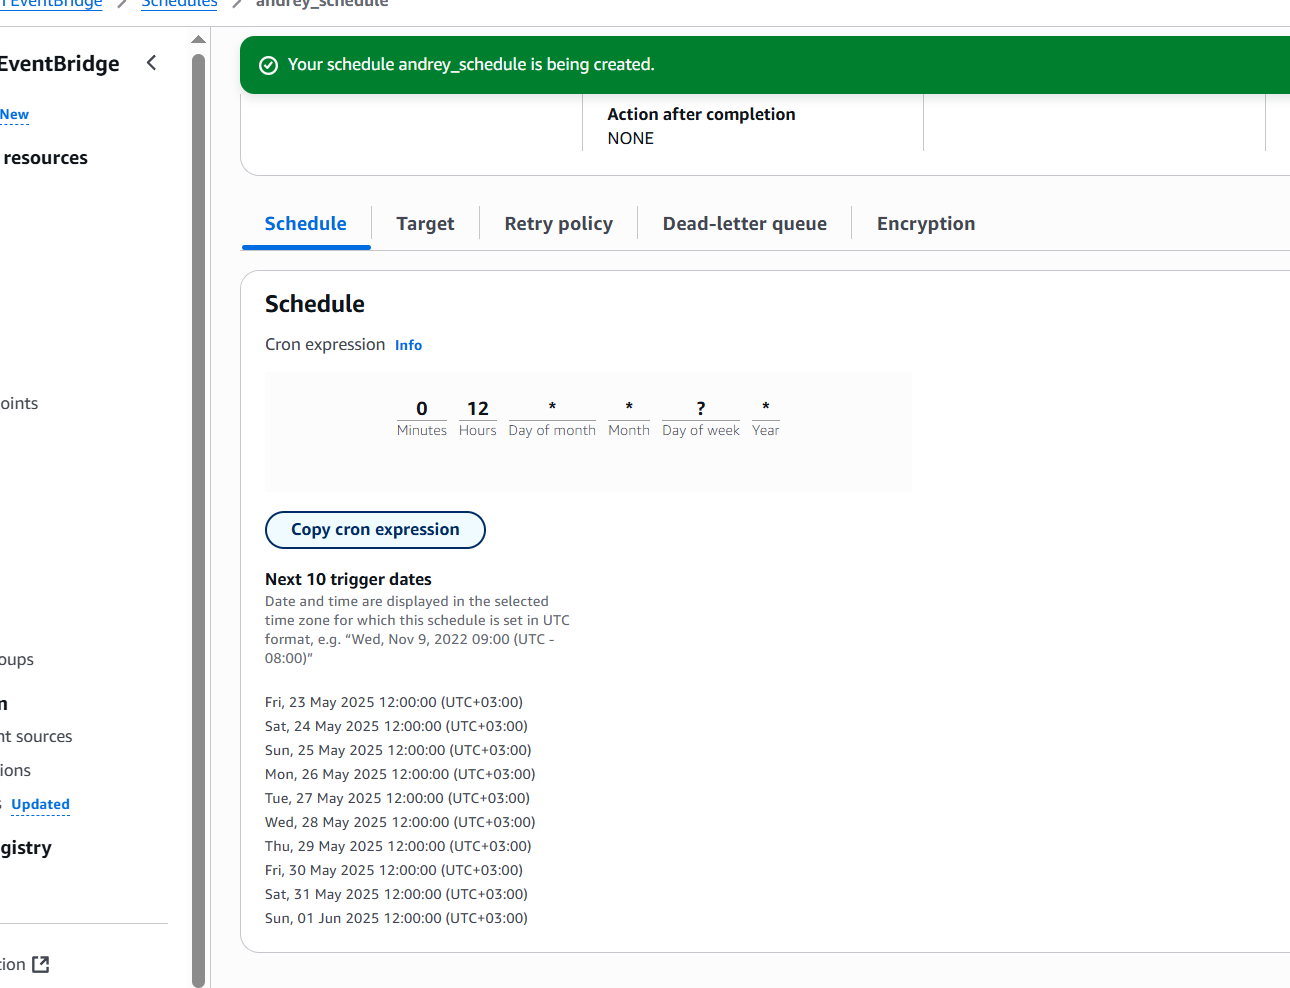 EventBridge
Schedules
andrey_schedule
EventBridge
New
resources
oints
oups
n
nt sources
ions
s Updated
gistry
tion
Your schedule andrey_schedule is being created.
Action after completion
NONE
Schedule Target Retry policy Dead-letter queue Encryption
Schedule
Cron expression Info
0 12 * * ? *
Minutes Hours Day of month Month Day of week Year
Copy cron expression
Next 10 trigger dates
Date and time are displayed in the selected
time zone for which this schedule is set in UTC
format, e.g. “Wed, Nov 9, 2022 09:00 (UTC -
08:00)”
Fri, 23 May 2025 12:00:00 (UTC+03:00)
Sat, 24 May 2025 12:00:00 (UTC+03:00)
Sun, 25 May 2025 12:00:00 (UTC+03:00)
Mon, 26 May 2025 12:00:00 (UTC+03:00)
Tue, 27 May 2025 12:00:00 (UTC+03:00)
Wed, 28 May 2025 12:00:00 (UTC+03:00)
Thu, 29 May 2025 12:00:00 (UTC+03:00)
Fri, 30 May 2025 12:00:00 (UTC+03:00)
Sat, 31 May 2025 12:00:00 (UTC+03:00)
Sun, 01 Jun 2025 12:00:00 (UTC+03:00)